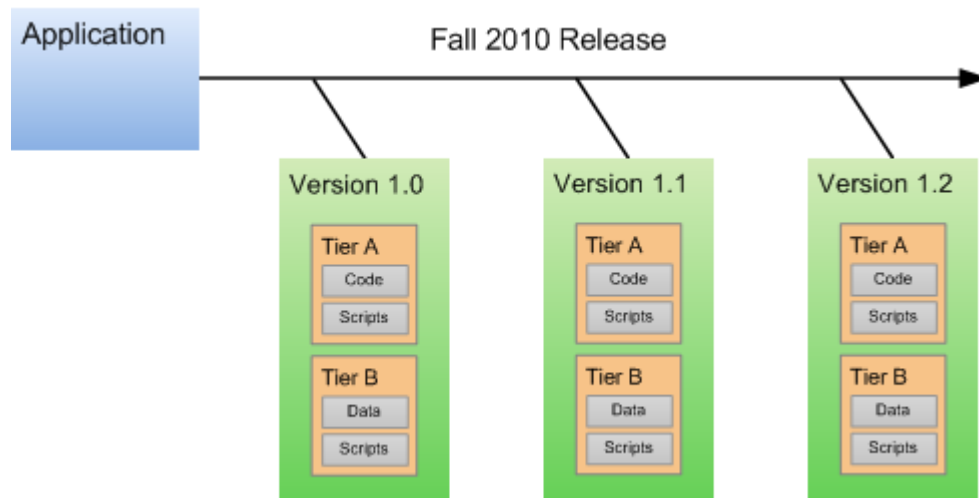 Application
Fall 2010 Release
Version 1.0
Tier A
Code
Scripts
Tier B
Data
Scripts
Version 1.1
Tier A
Code
Scripts
Tier B
Data
Scripts
Version 1.2
Tier A
Code
Scripts
Tier B
Data
Scripts